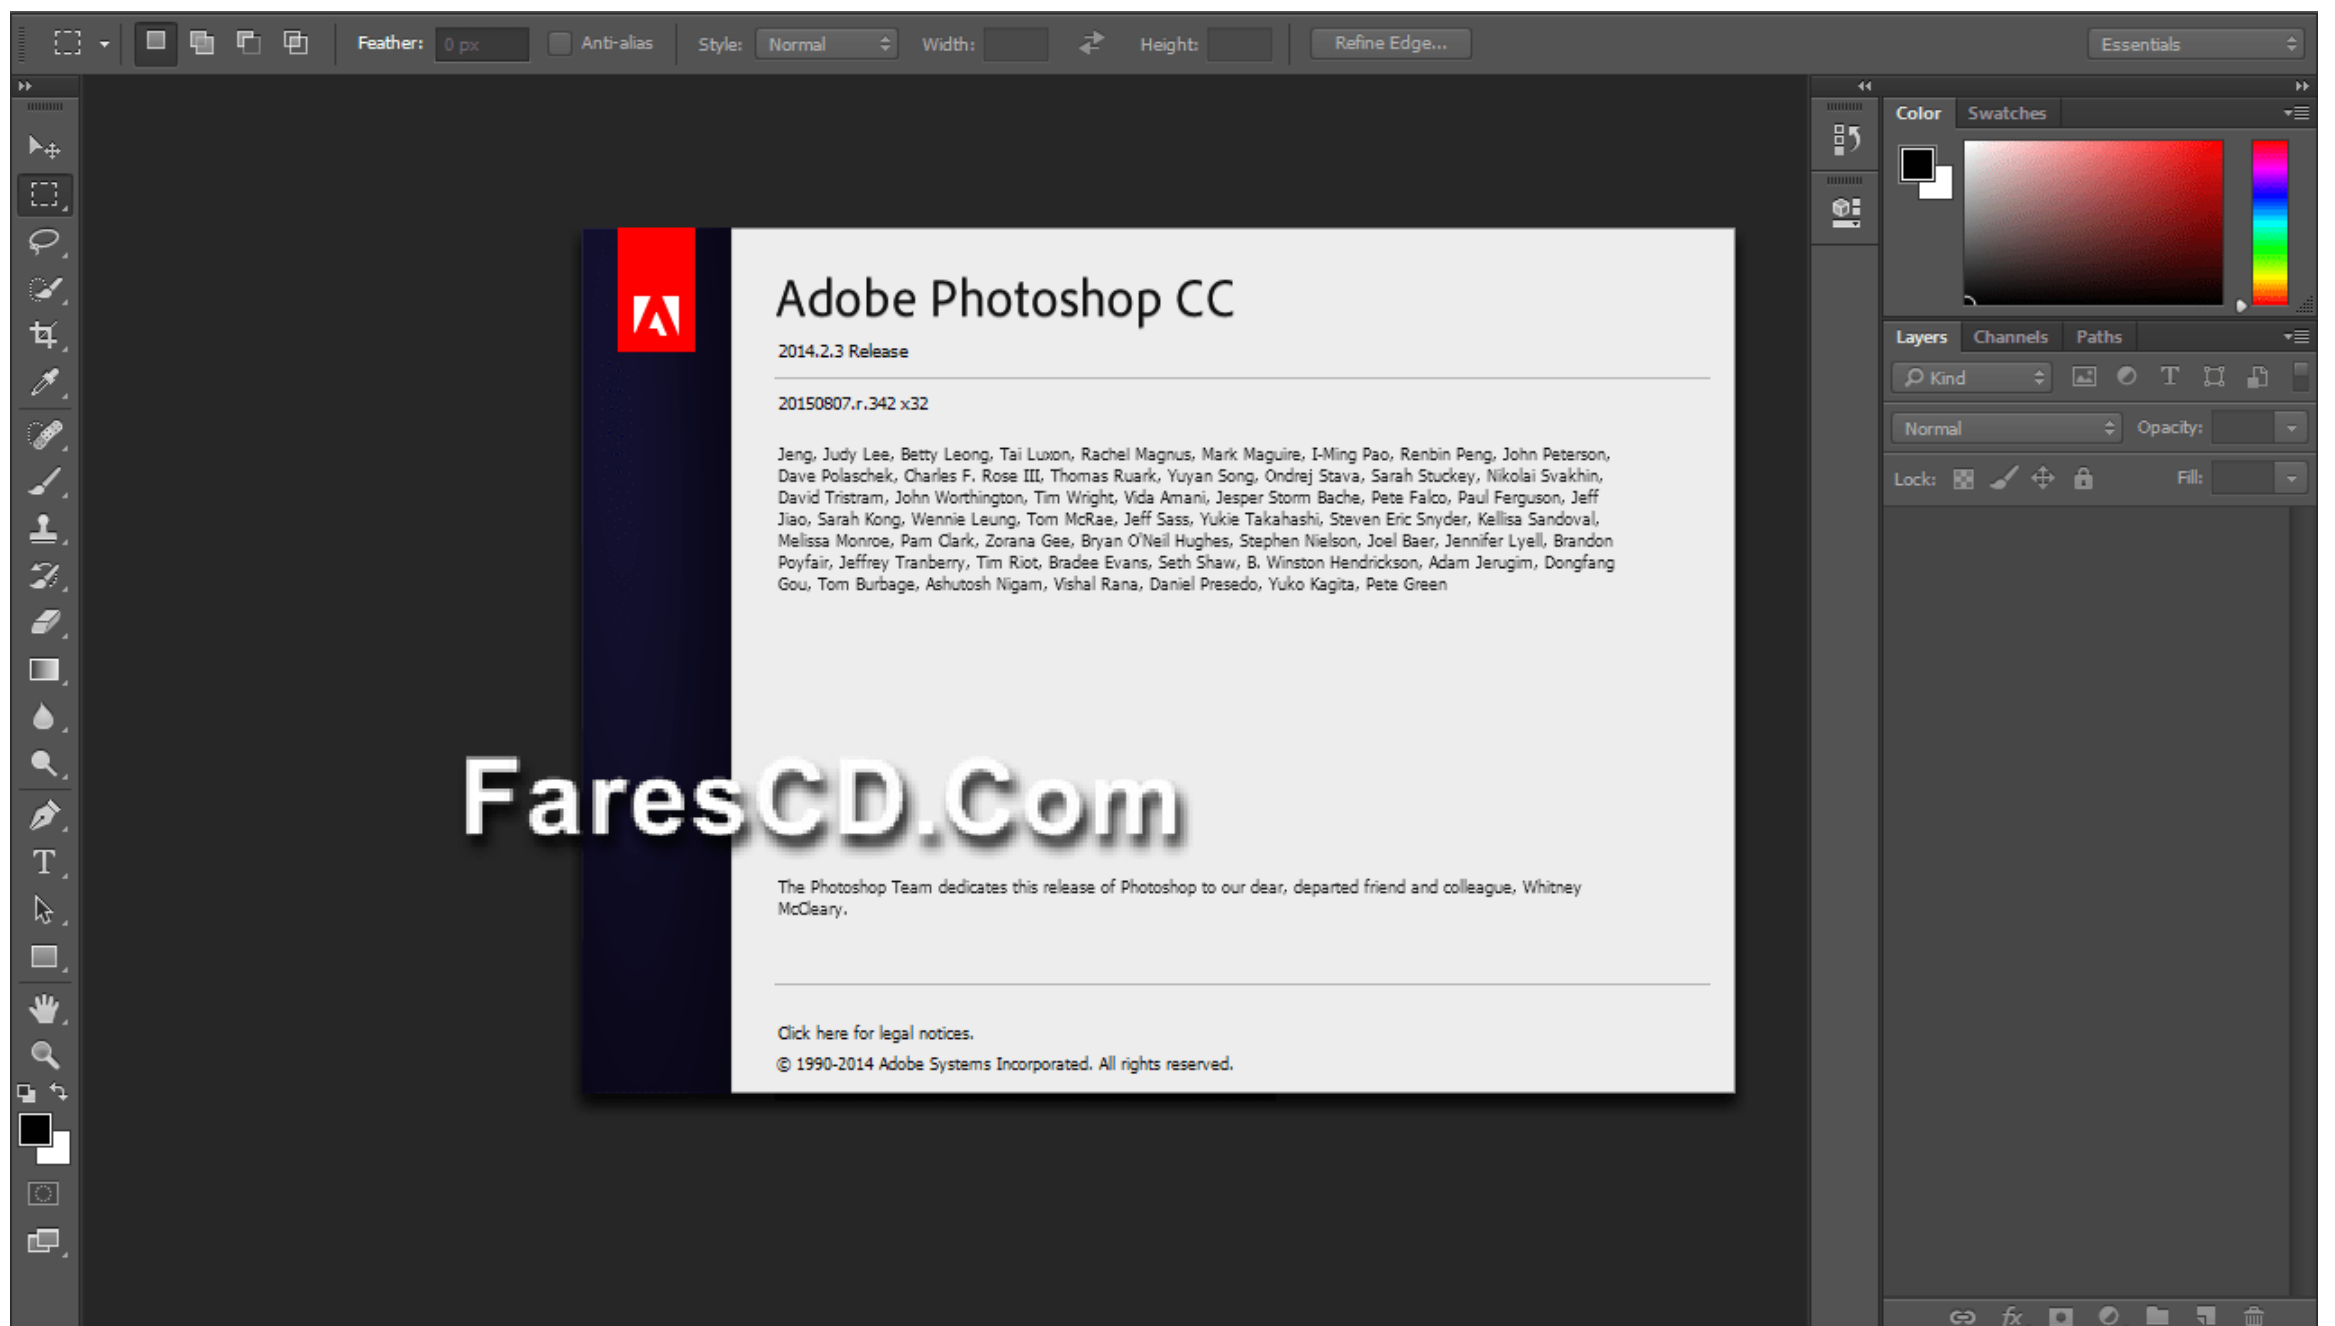 Feather: 0 px Anti-alias Style: Normal Width: Height: Refine Edge... Essentials
Color Swatches
Adobe Photoshop CC
2014.2.3 Release
Layers Channels Paths
Kind
20150807.r.342 x32
Normal Opacity:
Lock: Fill:
Jeng, Judy Lee, Betty Leong, Tai Luxon, Rachel Magnus, Mark Maguire, I-Ming Pao, Renbin Peng, John Peterson,
Dave Polaschek, Charles F. Rose III, Thomas Ruark, Yuyan Song, Ondrej Stava, Sarah Stuckey, Nikolai Svakhin,
David Tristram, John Worthington, Tim Wright, Vida Amani, Jesper Storm Bache, Pete Falco, Paul Ferguson, Jeff
Jiao, Sarah Kong, Wennie Leung, Tom McRae, Jeff Sass, Yukie Takahashi, Steven Eric Snyder, Kellisa Sandoval,
Melissa Monroe, Pam Clark, Zorana Gee, Bryan O'Neil Hughes, Stephen Nielson, Joel Baer, Jennifer Lyell, Brandon
Poyfair, Jeffrey Tranberry, Tim Riot, Bradee Evans, Seth Shaw, B. Winston Hendrickson, Adam Jerugim, Dongfang
Gou, Tom Burbage, Ashutosh Nigam, Vishal Rana, Daniel Presedo, Yuko Kagita, Pete Green
FaresCD.Com
The Photoshop Team dedicates this release of Photoshop to our dear, departed friend and colleague, Whitney
McCleary.
Click here for legal notices.
© 1990-2014 Adobe Systems Incorporated. All rights reserved.
fx